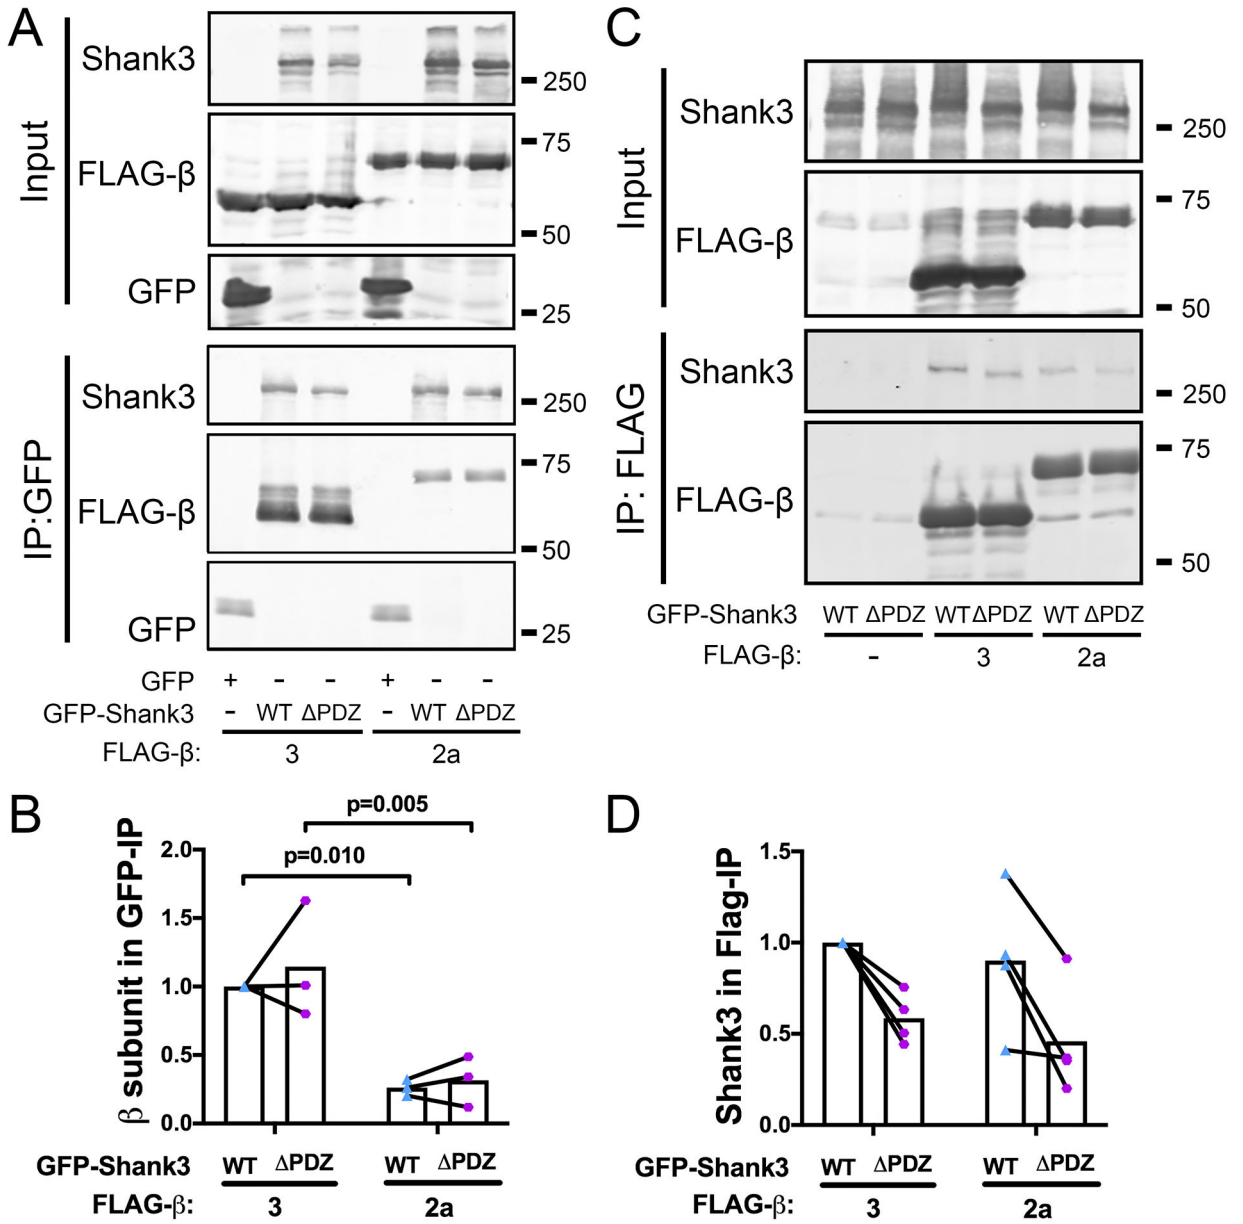 A
Input
Shank3
250
FLAG-β
75
50
GFP
25
IP:GFP
Shank3
250
FLAG-β
75
50
GFP
25
GFP + - - + - -
GFP-Shank3 - WT ΔPDZ - WT ΔPDZ
FLAG-β: 3 2a
C
Input
Shank3
250
FLAG-β
75
50
IP: FLAG
Shank3
250
FLAG-β
75
50
GFP-Shank3 WT ΔPDZ WT ΔPDZ WT ΔPDZ
FLAG-β: - 3 2a
B
β subunit in GFP-IP
p=0.005
p=0.010
2.0
1.5
1.0
0.5
0.0
GFP-Shank3 WT ΔPDZ WT ΔPDZ
FLAG-β: 3 2a
D
Shank3 in Flag-IP
1.5
1.0
0.5
0.0
GFP-Shank3 WT ΔPDZ WT ΔPDZ
FLAG-β: 3 2a